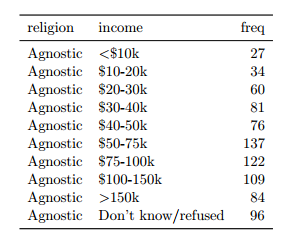 religion income freq
Agnostic <$10k 27
Agnostic $10-20k 34
Agnostic $20-30k 60
Agnostic $30-40k 81
Agnostic $40-50k 76
Agnostic $50-75k 137
Agnostic $75-100k 122
Agnostic $100-150k 109
Agnostic >150k 84
Agnostic Don't know/refused 96